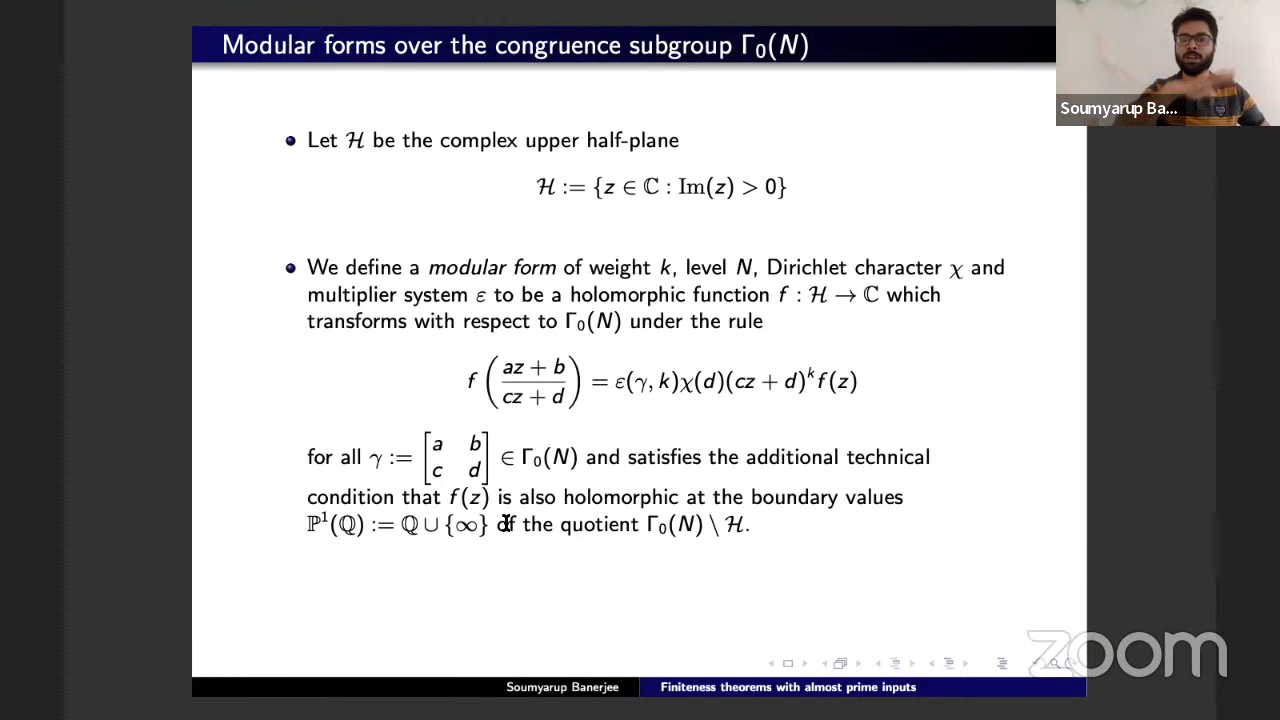 Modular forms over the congruence subgroup Γ₀(N)
Soumyarup Ba...
Let ℋ be the complex upper half-plane
ℋ := {z ∈ ℂ : Im(z) > 0}
We define a modular form of weight k, level N, Dirichlet character χ and
multiplier system ε to be a holomorphic function f : ℋ → ℂ which
transforms with respect to Γ₀(N) under the rule
f ( (az + b) / (cz + d) ) = ε(γ, k)χ(d)(cz + d)^k f(z)
for all γ := [a b; c d] ∈ Γ₀(N) and satisfies the additional technical
condition that f(z) is also holomorphic at the boundary values
ℙ¹(ℚ) := ℚ ∪ {∞} of the quotient Γ₀(N) \ ℋ.
zoom
Soumyarup Banerjee
Finiteness theorems with almost prime inputs